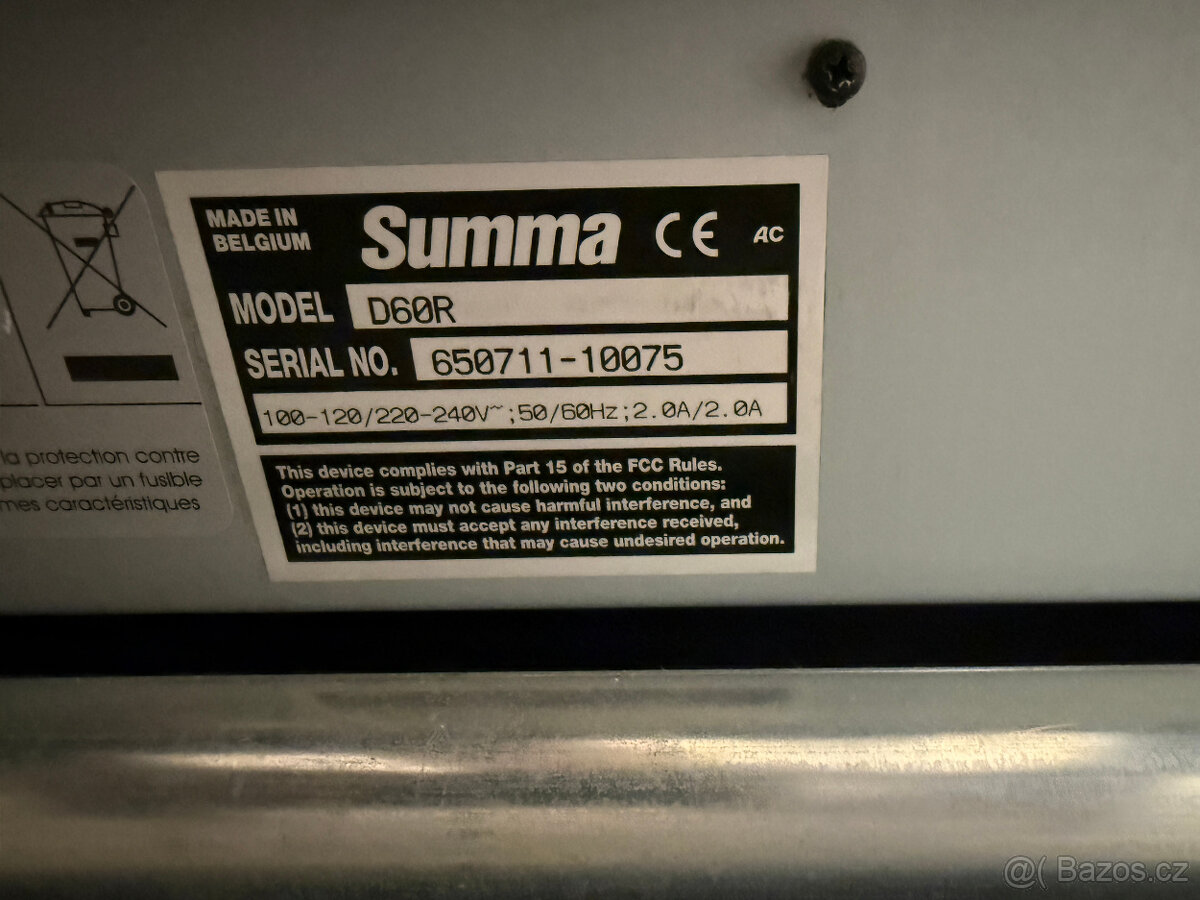 MADE IN
BELGIUM
Summa CE AC
MODEL D60R
SERIAL NO. 650711-10075
100-120/220-240V~;50/60Hz;2.0A/2.0A
This device complies with Part 15 of the FCC Rules.
Operation is subject to the following two conditions:
(1) this device may not cause harmful interference, and
(2) this device must accept any interference received,
including interference that may cause undesired operation.
la protection contre
placer par un fusible
mes caractéristiques
@( Bazos.cz